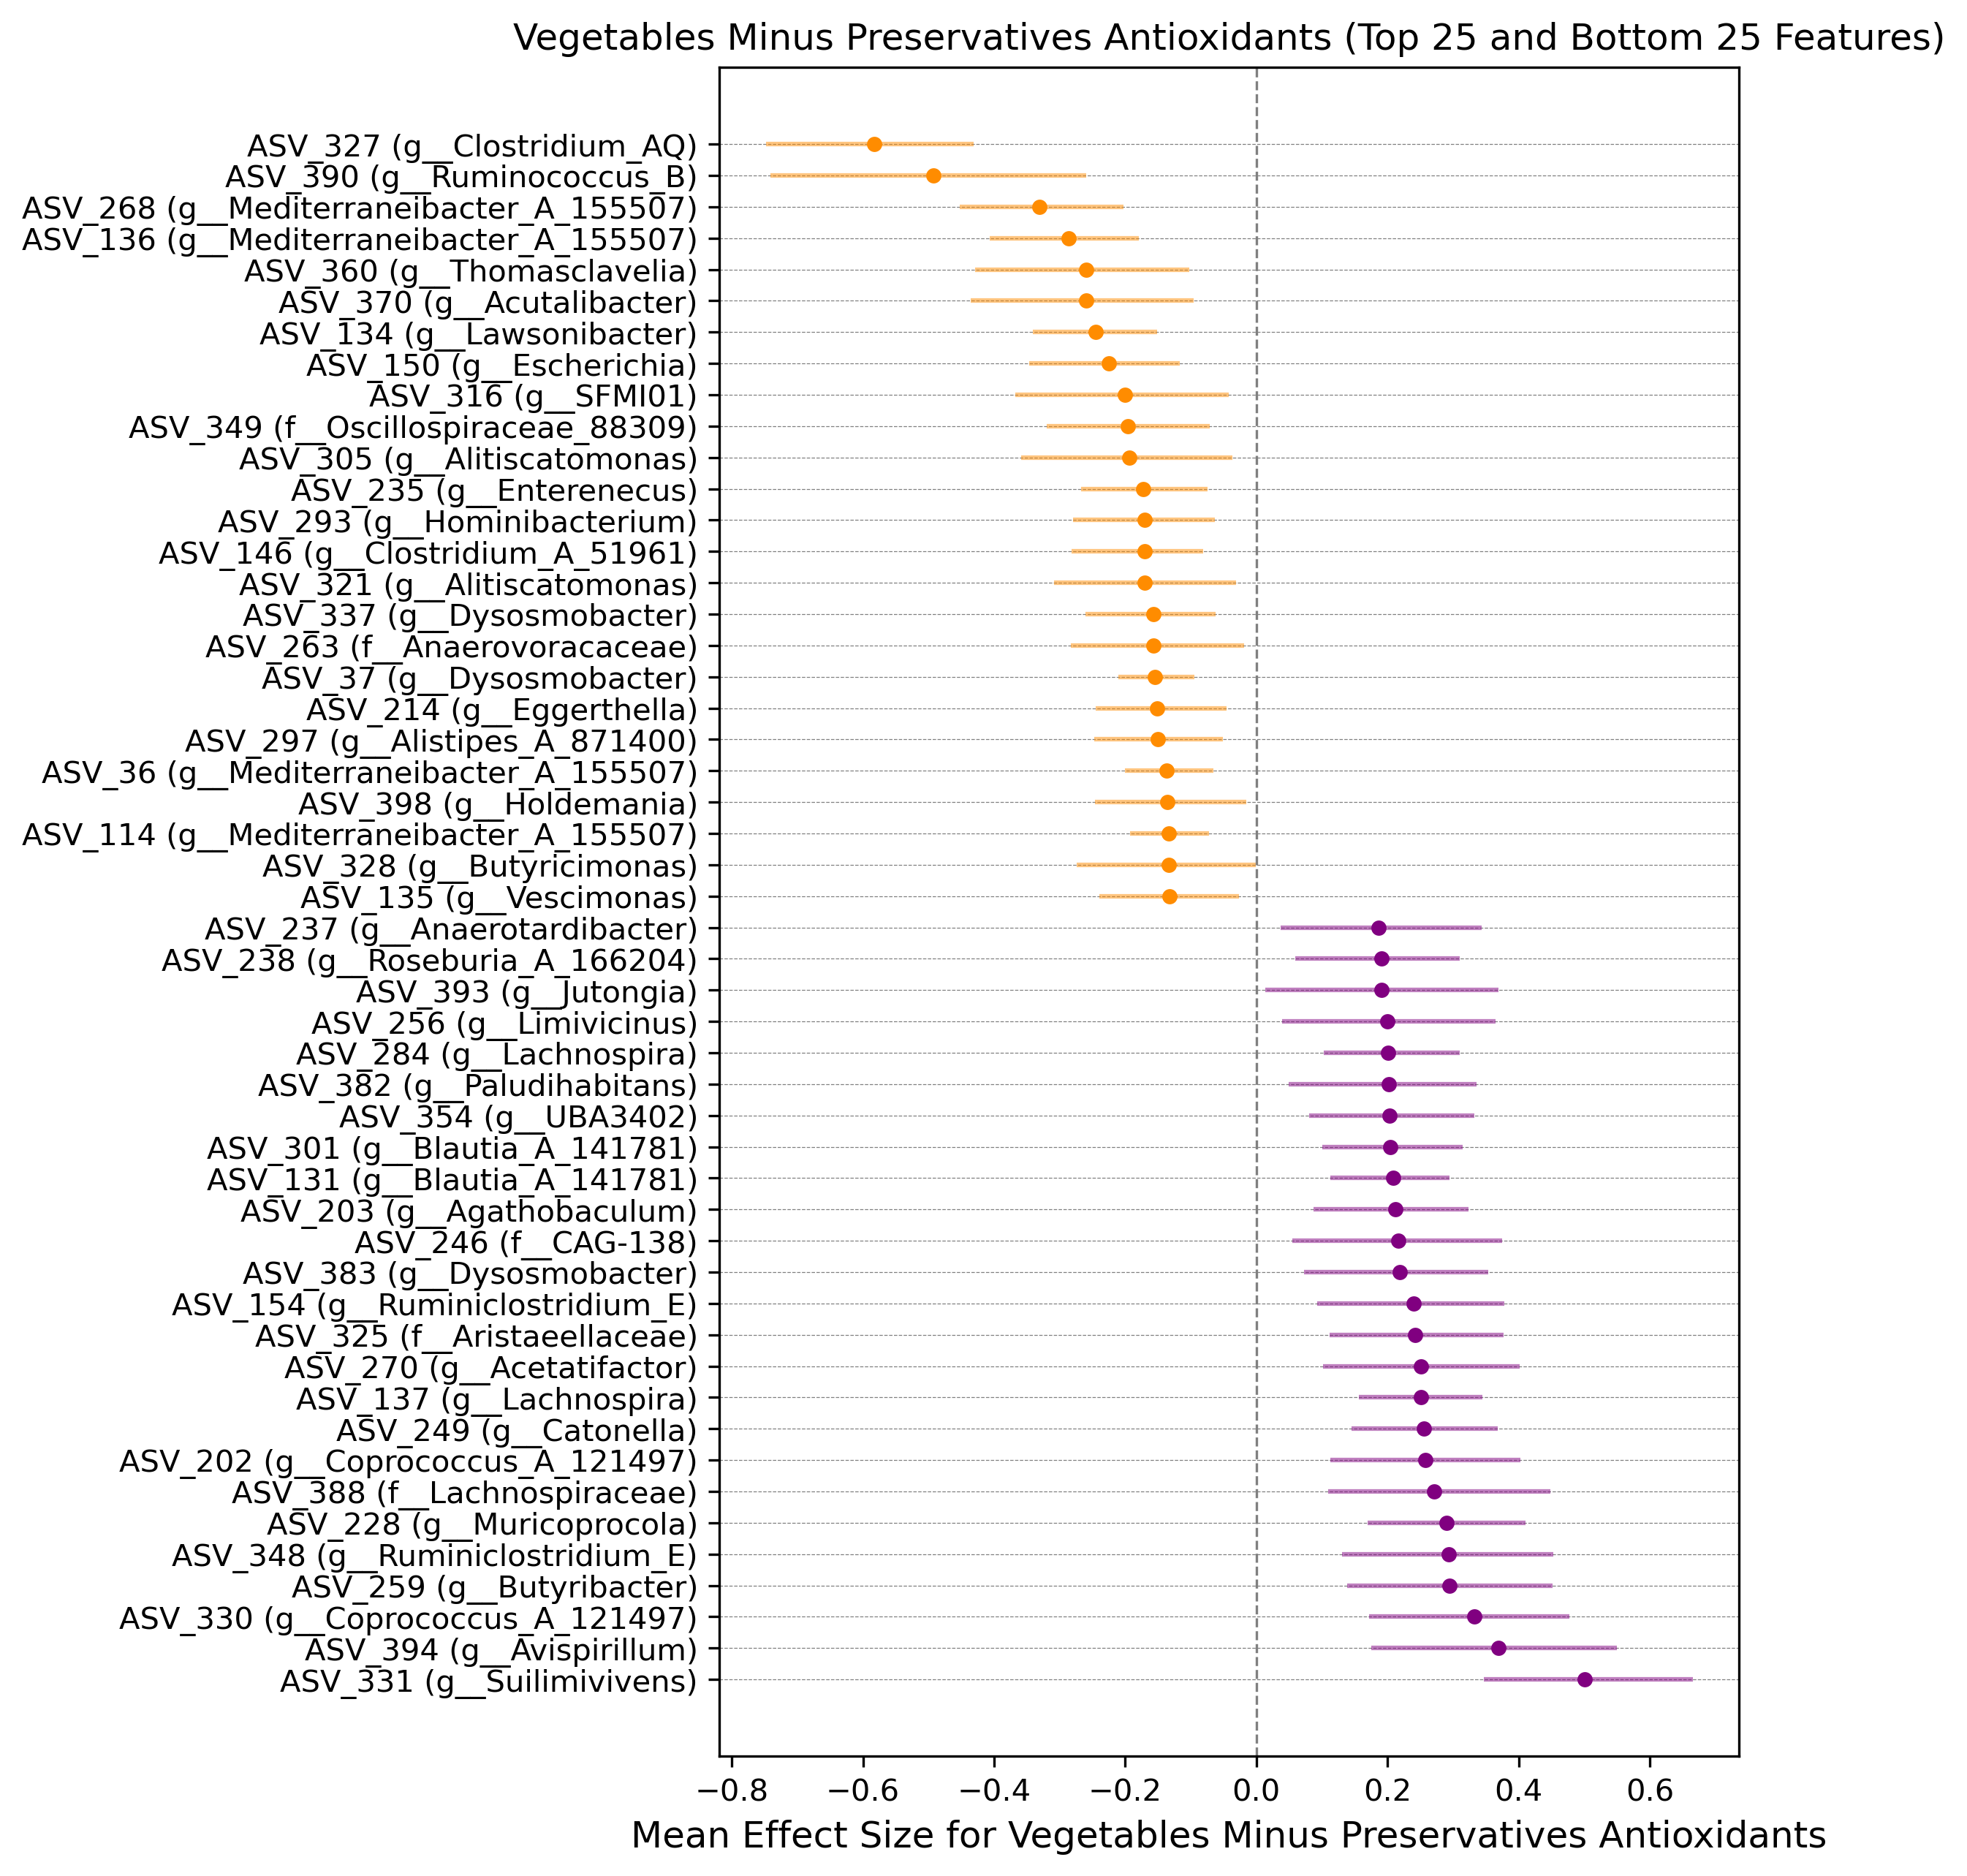 Vegetables Minus Preservatives Antioxidants (Top 25 and Bottom 25 Features)
ASV_327 (g__Clostridium_AQ)
ASV_390 (g__Ruminococcus_B)
ASV_268 (g__Mediterraneibacter_A_155507)
ASV_136 (g__Mediterraneibacter_A_155507)
ASV_360 (g__Thomasclavelia)
ASV_370 (g__Acutalibacter)
ASV_134 (g__Lawsonibacter)
ASV_150 (g__Escherichia)
ASV_316 (g__SFMI01)
ASV_349 (f__Oscillospiraceae_88309)
ASV_305 (g__Alitiscatomonas)
ASV_235 (g__Enterenecus)
ASV_293 (g__Hominibacterium)
ASV_146 (g__Clostridium_A_51961)
ASV_321 (g__Alitiscatomonas)
ASV_337 (g__Dysosmobacter)
ASV_263 (f__Anaerovoracaceae)
ASV_37 (g__Dysosmobacter)
ASV_214 (g__Eggerthella)
ASV_297 (g__Alistipes_A_871400)
ASV_36 (g__Mediterraneibacter_A_155507)
ASV_398 (g__Holdemania)
ASV_114 (g__Mediterraneibacter_A_155507)
ASV_328 (g__Butyricimonas)
ASV_135 (g__Vescimonas)
ASV_237 (g__Anaerotardibacter)
ASV_238 (g__Roseburia_A_166204)
ASV_393 (g__Jutongia)
ASV_256 (g__Limivicinus)
ASV_284 (g__Lachnospira)
ASV_382 (g__Paludihabitans)
ASV_354 (g__UBA3402)
ASV_301 (g__Blautia_A_141781)
ASV_131 (g__Blautia_A_141781)
ASV_203 (g__Agathobaculum)
ASV_246 (f__CAG-138)
ASV_383 (g__Dysosmobacter)
ASV_154 (g__Ruminiclostridium_E)
ASV_325 (f__Aristaeellaceae)
ASV_270 (g__Acetatifactor)
ASV_137 (g__Lachnospira)
ASV_249 (g__Catonella)
ASV_202 (g__Coprococcus_A_121497)
ASV_388 (f__Lachnospiraceae)
ASV_228 (g__Muricoprocola)
ASV_348 (g__Ruminiclostridium_E)
ASV_259 (g__Butyribacter)
ASV_330 (g__Coprococcus_A_121497)
ASV_394 (g__Avispirillum)
ASV_331 (g__Suilimivivens)
−0.8 −0.6 −0.4 −0.2 0.0 0.2 0.4 0.6
Mean Effect Size for Vegetables Minus Preservatives Antioxidants